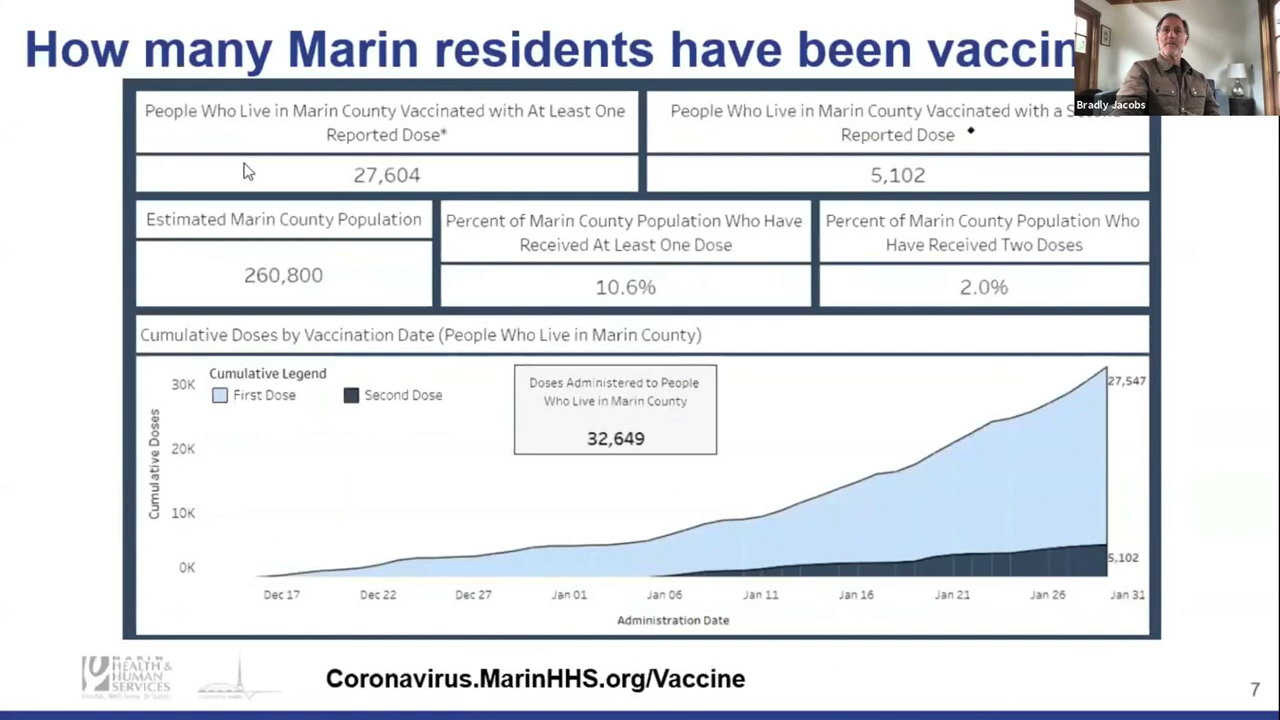 How many Marin residents have been vaccin
Bradly Jacobs
People Who Live in Marin County Vaccinated with At Least One
Reported Dose*
27,604
People Who Live in Marin County Vaccinated with a
Reported Dose
5,102
Estimated Marin County Population
260,800
Percent of Marin County Population Who Have
Received At Least One Dose
10.6%
Percent of Marin County Population Who
Have Received Two Doses
2.0%
Cumulative Doses by Vaccination Date (People Who Live in Marin County)
Cumulative Legend
First Dose
Second Dose
Doses Administered to People
Who Live in Marin County
32,649
Cumulative Doses
30K
20K
10K
0K
27,547
5,102
Dec 17
Dec 22
Dec 27
Jan 01
Jan 06
Jan 11
Jan 16
Jan 21
Jan 26
Jan 31
Administration Date
MARIN
HEALTH &
HUMAN
SERVICES
Coronavirus.MarinHHS.org/Vaccine
7